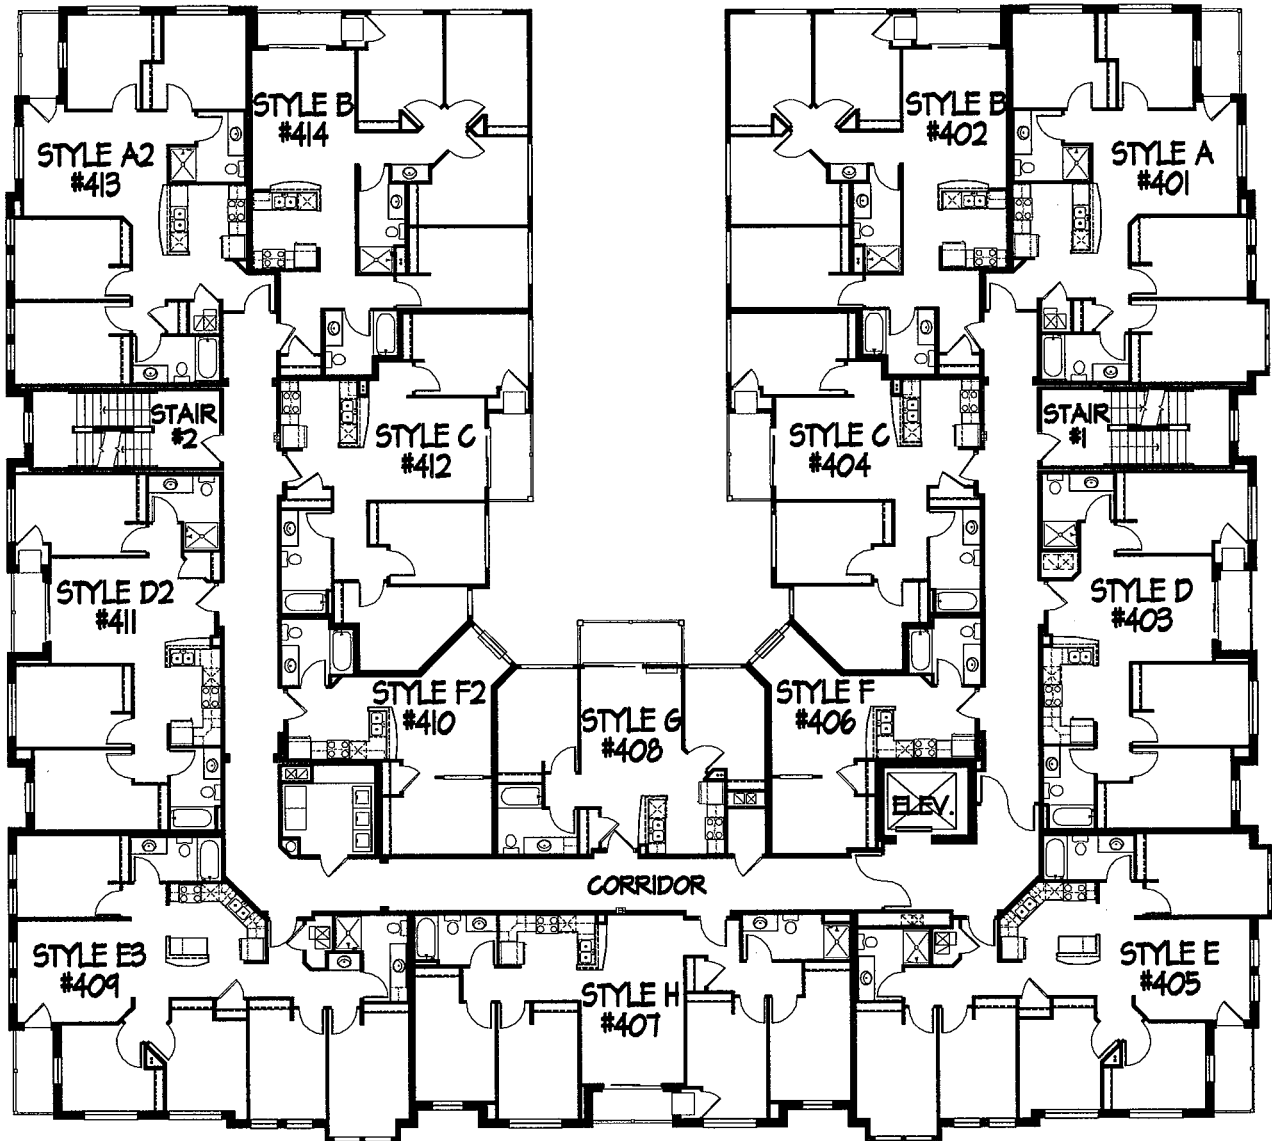 STYLE B
#414
STYLE B
#402
STYLE A2
#413
STYLE A
#401
STAIR
#2
STYLE C
#412
STYLE C
#404
STAIR
#1
STYLE D2
#411
STYLE D
#403
STYLE F2
#410
STYLE G
#408
STYLE F
#406
ELEV.
CORRIDOR
STYLE E3
#409
STYLE H
#407
STYLE E
#405